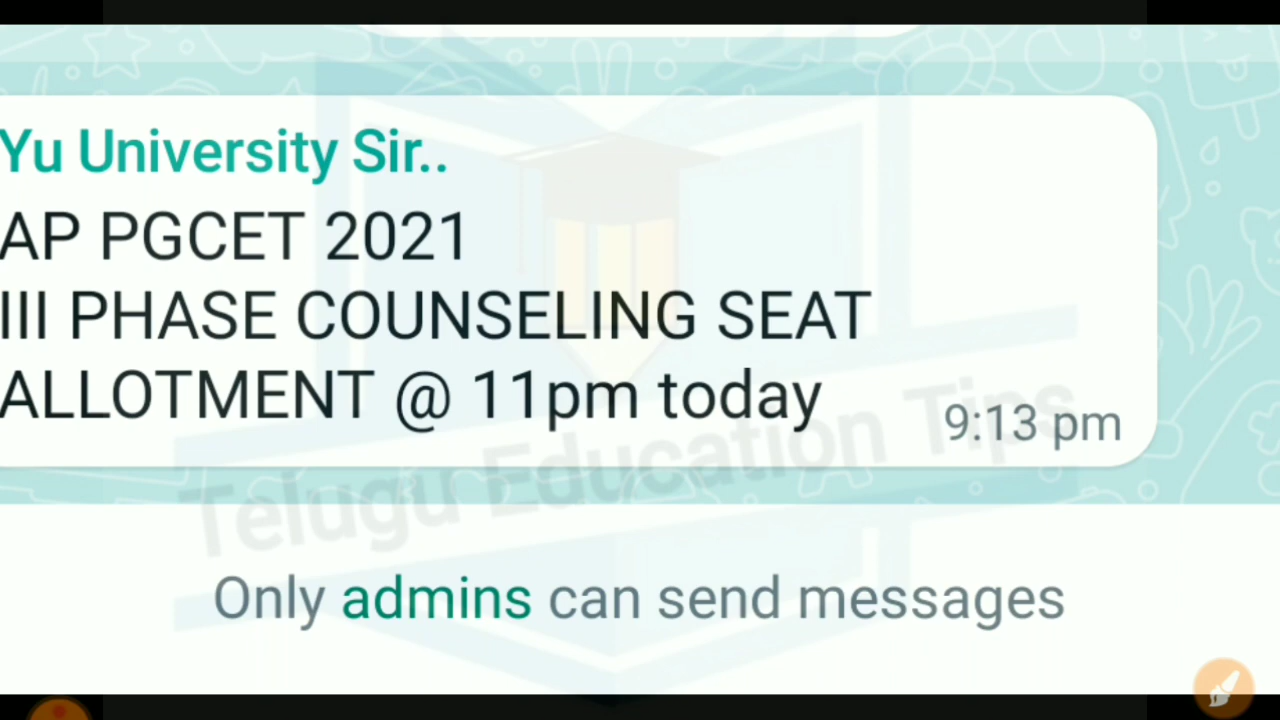 Yu University Sir..
AP PGCET 2021
III PHASE COUNSELING SEAT
ALLOTMENT @ 11pm today
9:13 pm
Telugu Education Tips
Only admins can send messages